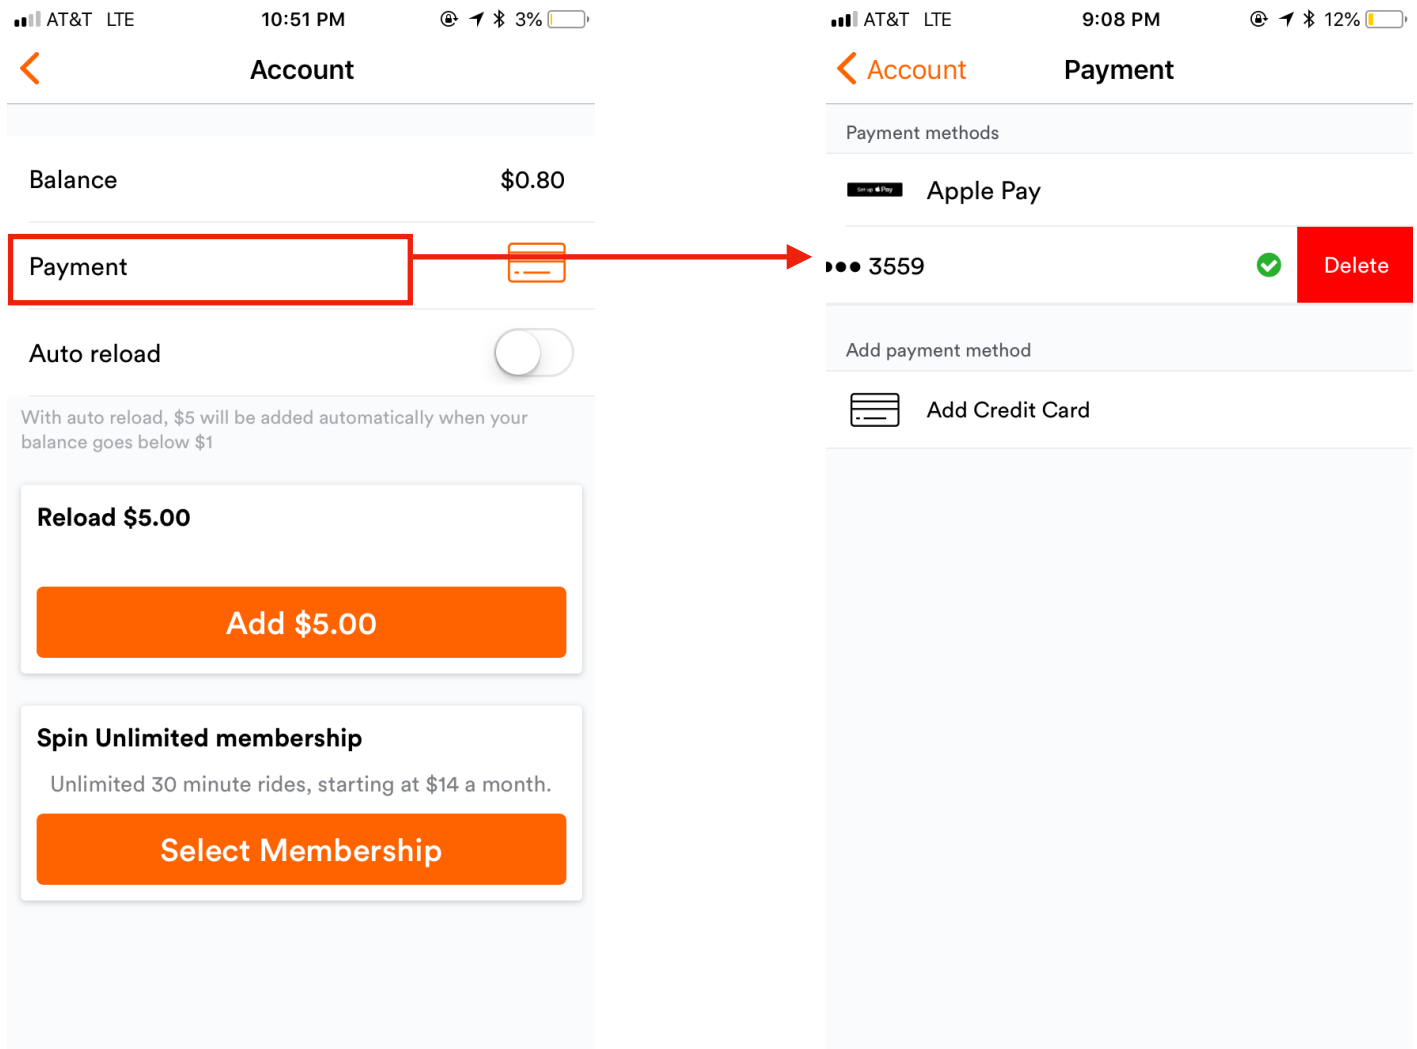 AT&T LTE 10:51 PM 3%
Account
Balance $0.80
Payment
Auto reload
With auto reload, $5 will be added automatically when your
balance goes below $1
Reload $5.00
Add $5.00
Spin Unlimited membership
Unlimited 30 minute rides, starting at $14 a month.
Select Membership
AT&T LTE 9:08 PM 12%
Account Payment
Payment methods
Set up Pay Apple Pay
••• 3559 Delete
Add payment method
Add Credit Card